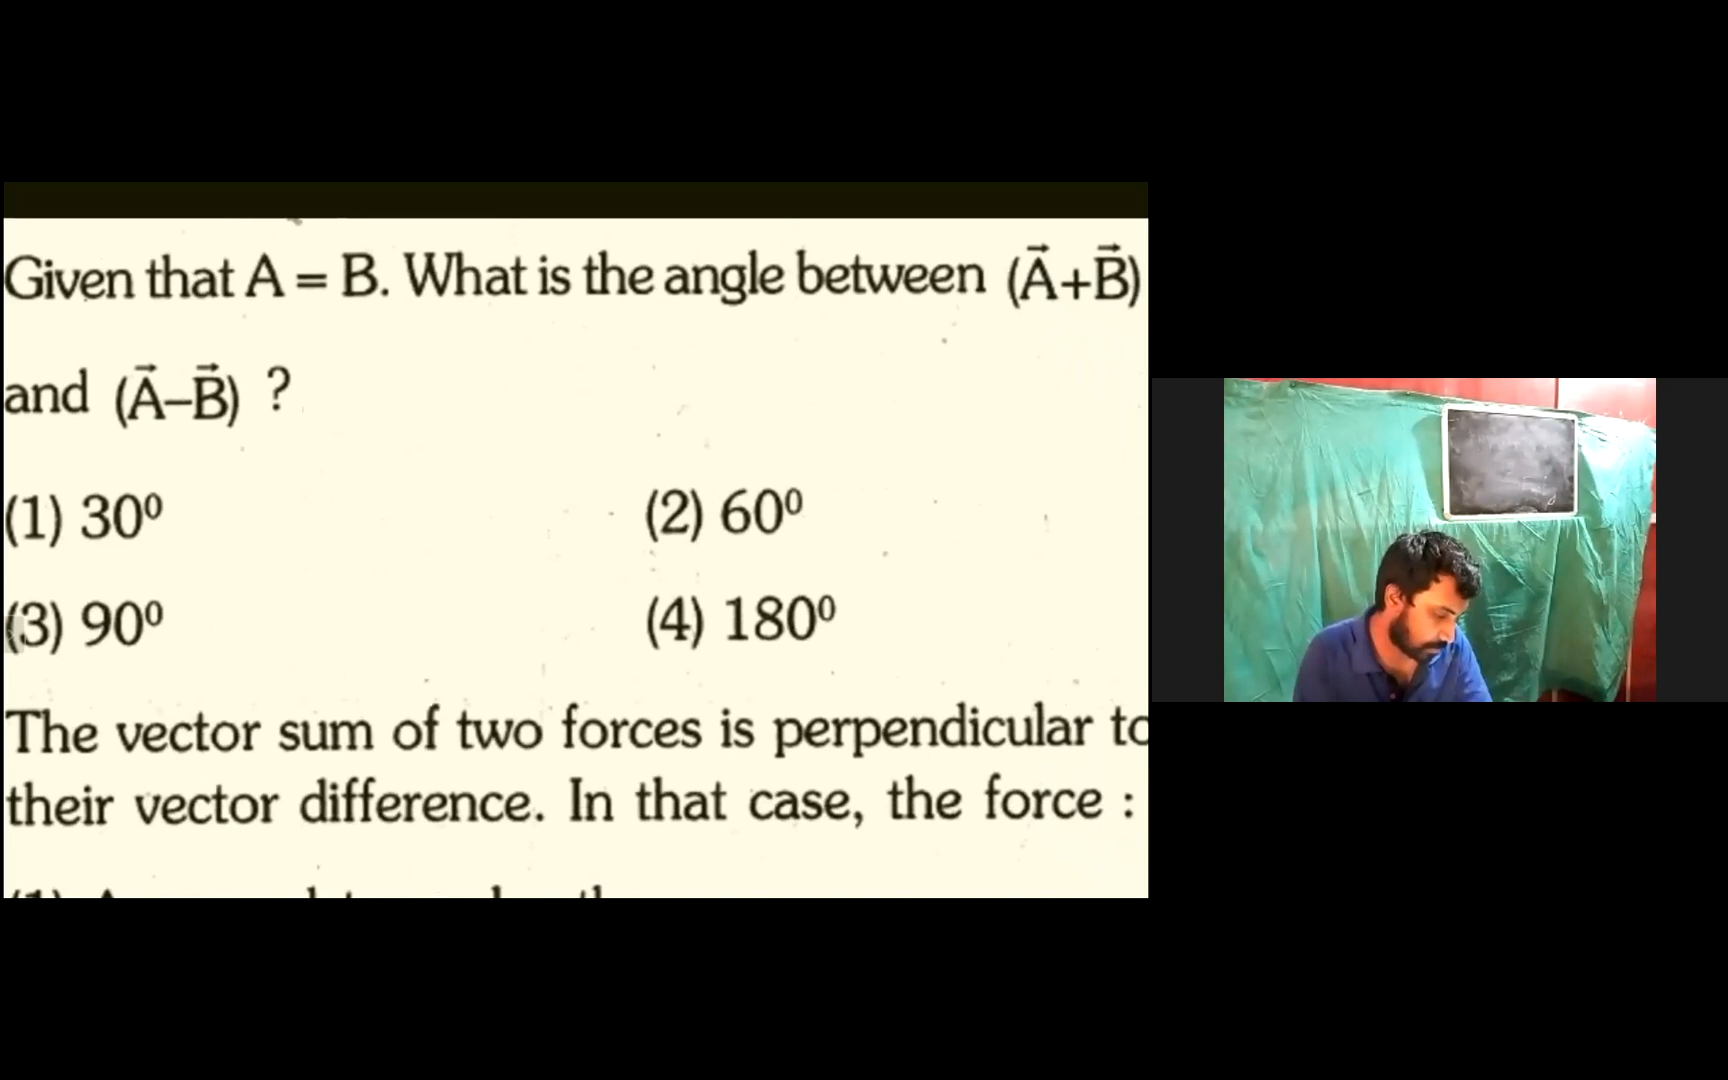 Given that A = B. What is the angle between (A⃗+B⃗)
and (A⃗–B⃗) ?
(1) 30⁰ (2) 60⁰
(3) 90⁰ (4) 180⁰
The vector sum of two forces is perpendicular to
their vector difference. In that case, the force :